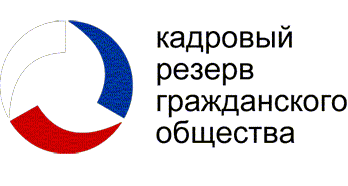 кадровый
резерв
гражданского
общества